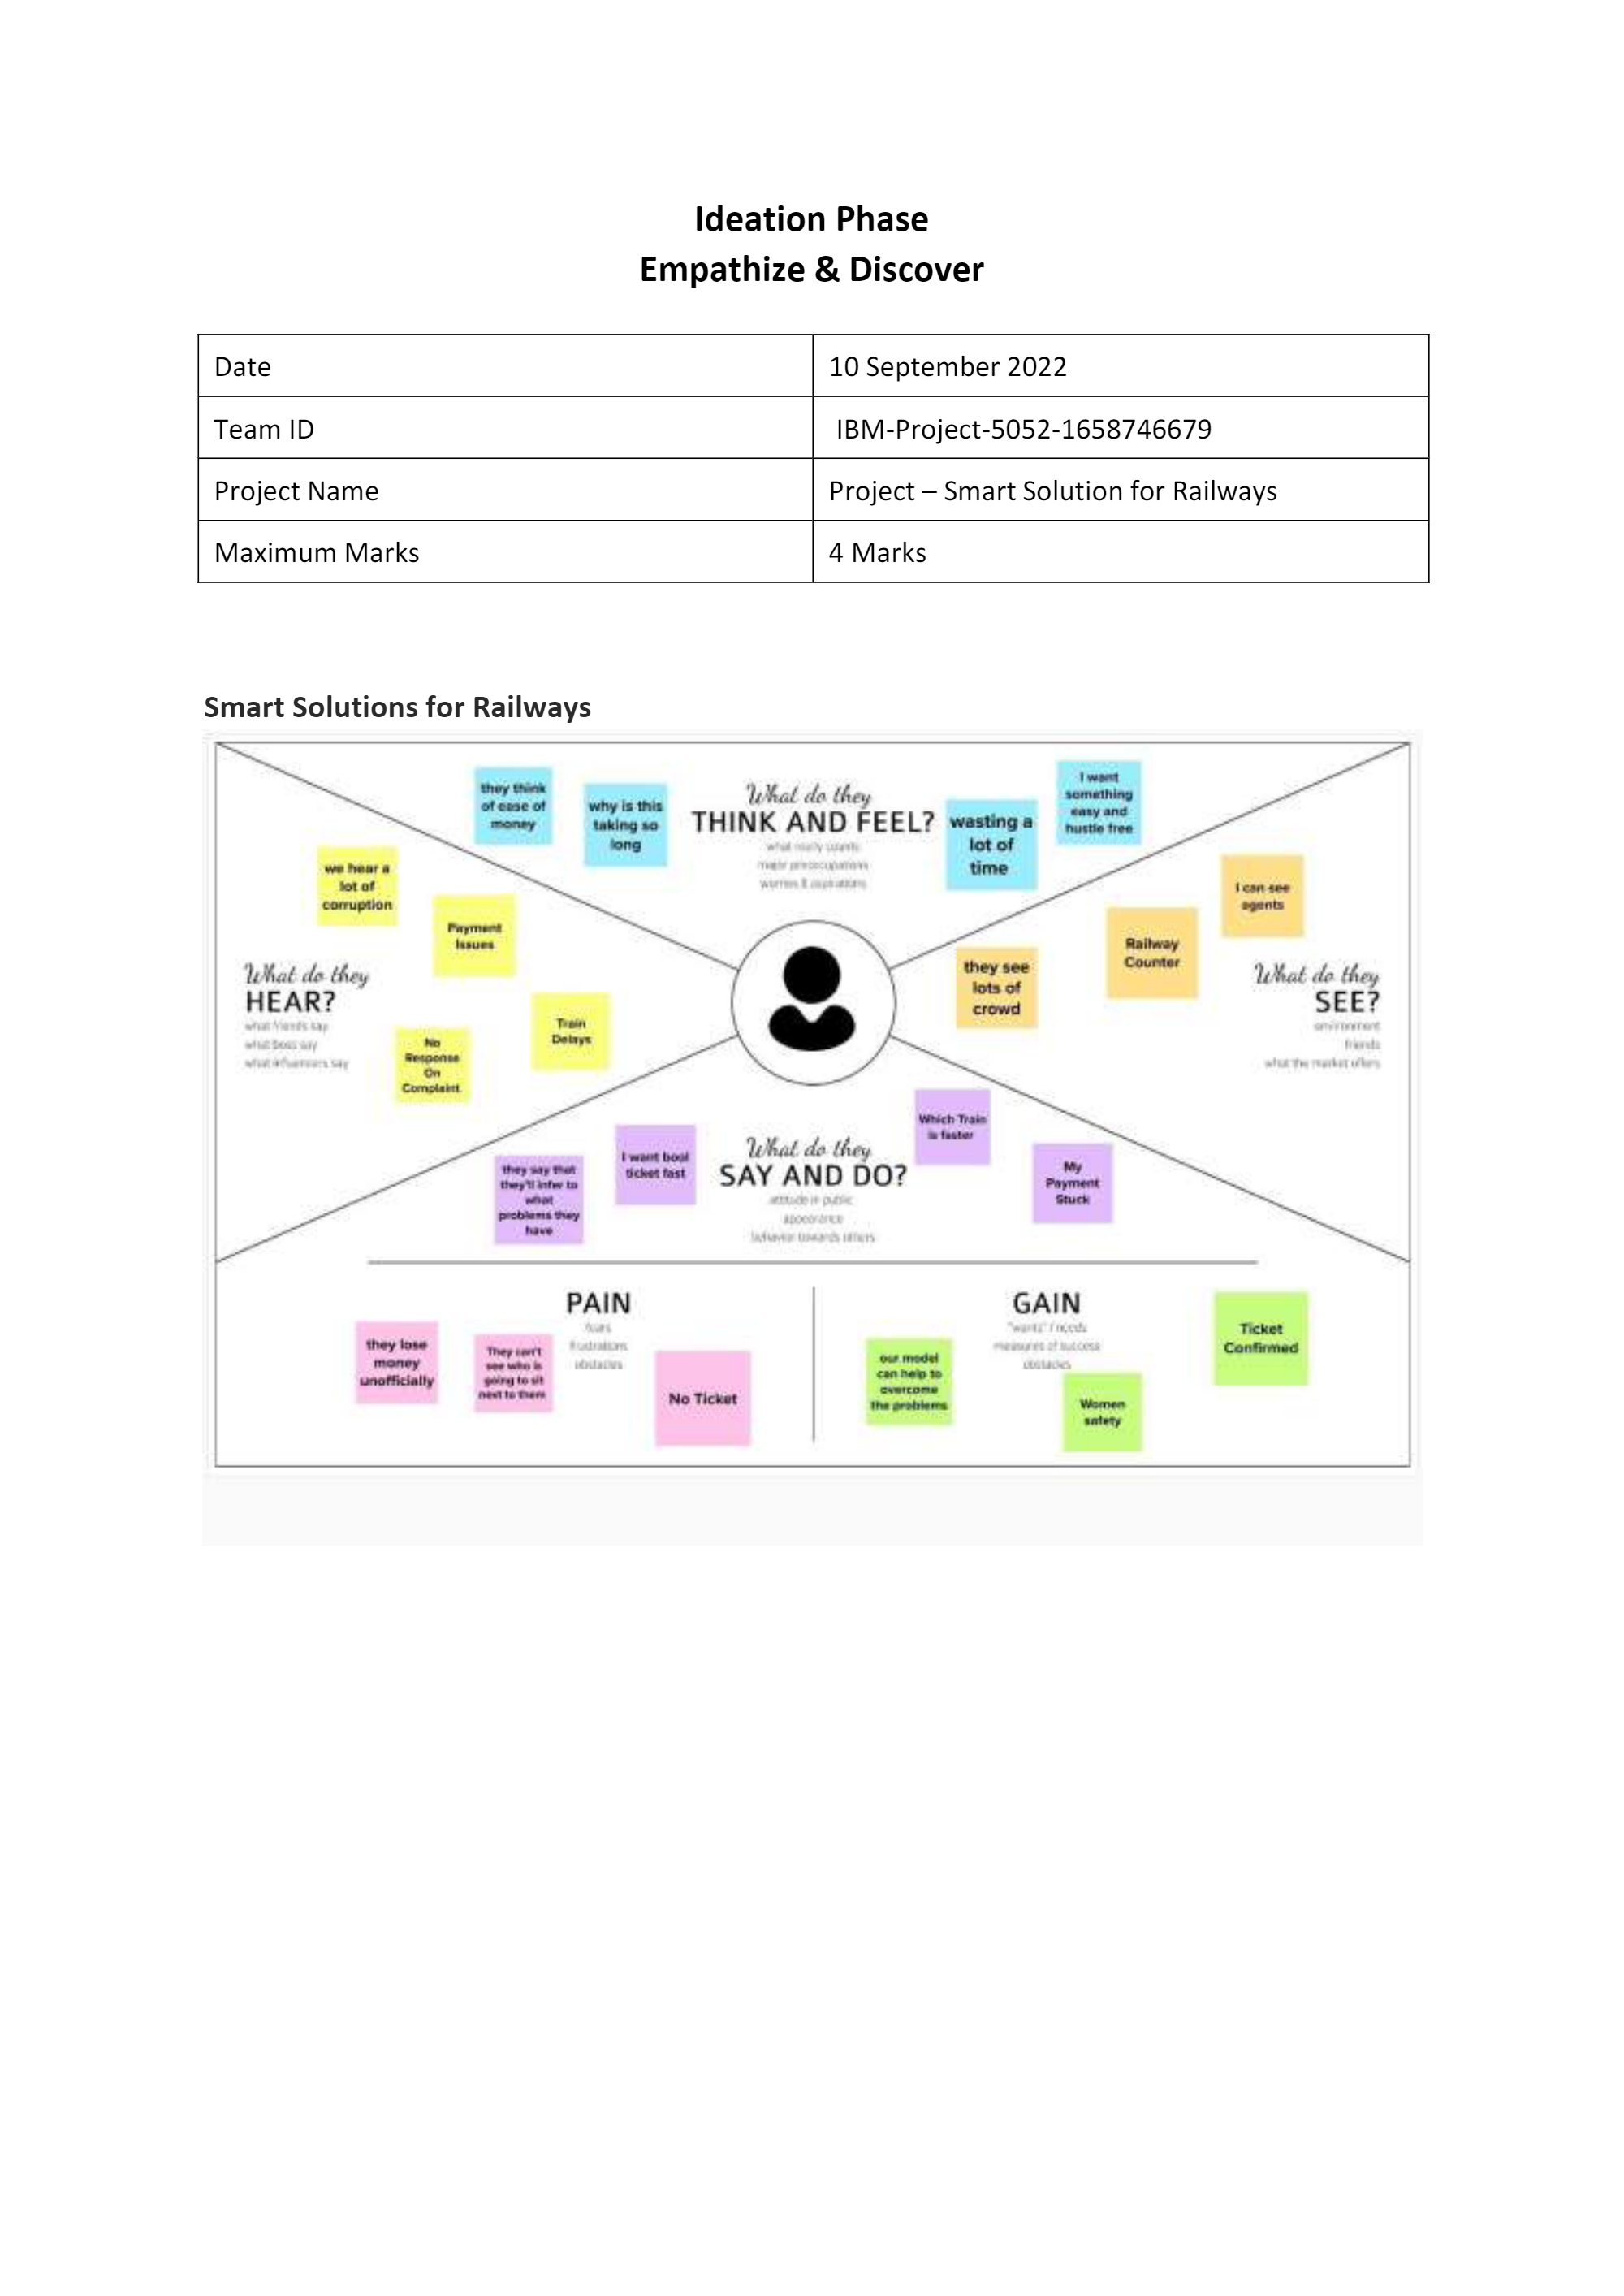 Ideation Phase
Empathize & Discover
Date
10 September 2022
Team ID
IBM-Project-5052-1658746679
Project Name
Project – Smart Solution for Railways
Maximum Marks
4 Marks
Smart Solutions for Railways
What do they
THINK AND FEEL?
what really counts
major preoccupations
worries & aspirations
they think
of ease of
money
why is this
taking so
long
wasting a
lot of
time
I want
something
easy and
hustle free
What do they
HEAR?
what friends say
what boss say
what influencers say
we hear a
lot of
corruption
Payment
Issues
Train
Delays
No
Response
On
Complaint
What do they
SEE?
environment
friends
what the market offers
they see
lots of
crowd
Railway
Counter
I can see
agents
What do they
SAY AND DO?
attitude in public
appearance
behavior towards others
they say that
they'll infer to
what
problems they
have
I want bool
ticket fast
Which Train
is faster
My
Payment
Stuck
PAIN
fears
frustrations
obstacles
they lose
money
unofficially
They can't
see who is
going to sit
next to them
No Ticket
GAIN
"wants" / needs
measures of success
obstacles
our model
can help to
overcome
the problems
Women
safety
Ticket
Confirmed